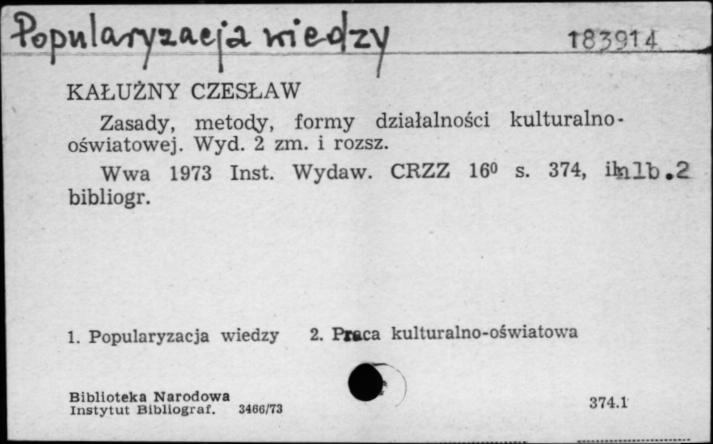 Popularyzacja wiedzy
183914
KAŁUŻNY CZESŁAW
Zasady, metody, formy działalności kulturalno-
oświatowej. Wyd. 2 zm. i rozsz.
Wwa 1973 Inst. Wydaw. CRZZ 16⁰ s. 374, nlb.2
bibliogr.
1. Popularyzacja wiedzy 2. Praca kulturalno-oświatowa
Biblioteka Narodowa
Instytut Bibliograf. 3466/73
374.1